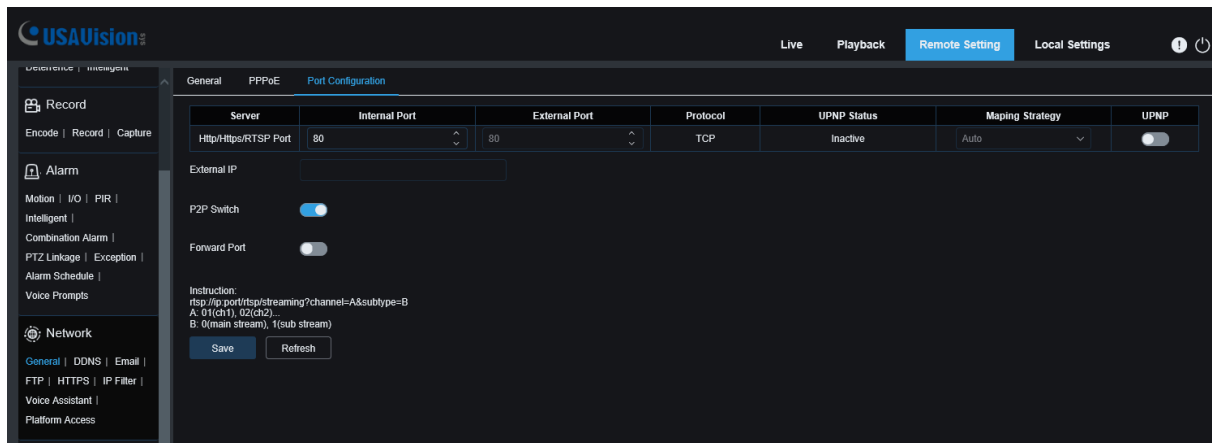 USAVision sys
Live Playback Remote Setting Local Settings
Deterrence | Intelligent
General PPPoE Port Configuration
Record
Encode | Record | Capture
Server Internal Port External Port Protocol UPNP Status Maping Strategy UPNP
Http/Https/RTSP Port 80 80 TCP Inactive Auto
Alarm
Motion | I/O | PIR |
Intelligent |
Combination Alarm |
PTZ Linkage | Exception |
Alarm Schedule |
Voice Prompts
External IP
P2P Switch
Forward Port
Instruction:
rtsp://ip:port/rtsp/streaming?channel=A&subtype=B
A: 01(ch1), 02(ch2)...
B: 0(main stream), 1(sub stream)
Save Refresh
Network
General | DDNS | Email |
FTP | HTTPS | IP Filter |
Voice Assistant |
Platform Access